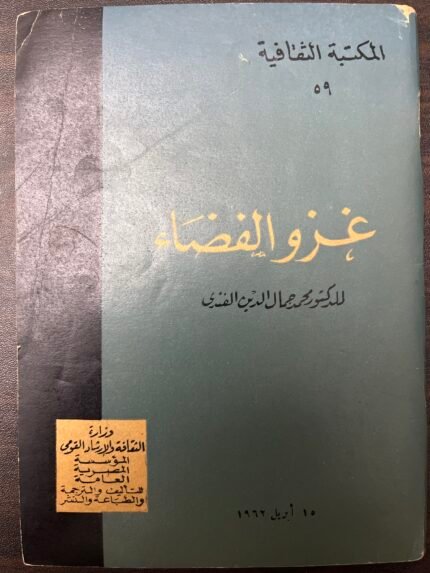 المكتبة الثقافية
٥٩
غزو الفضاء
للدكتور محمد جمال الدين الفندى
وزارة
الثقافة والإرشاد القومى
المؤسسة
المصرية
العامة
للتأليف والترجمة
والطباعة والنشر
١٥ أبريل ١٩٦٢